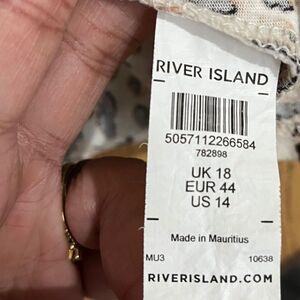 RIVER ISLAND
5057112266584
782898
UK 18
EUR 44
US 14
Made in Mauritius
MU3 10638
RIVERISLAND.COM